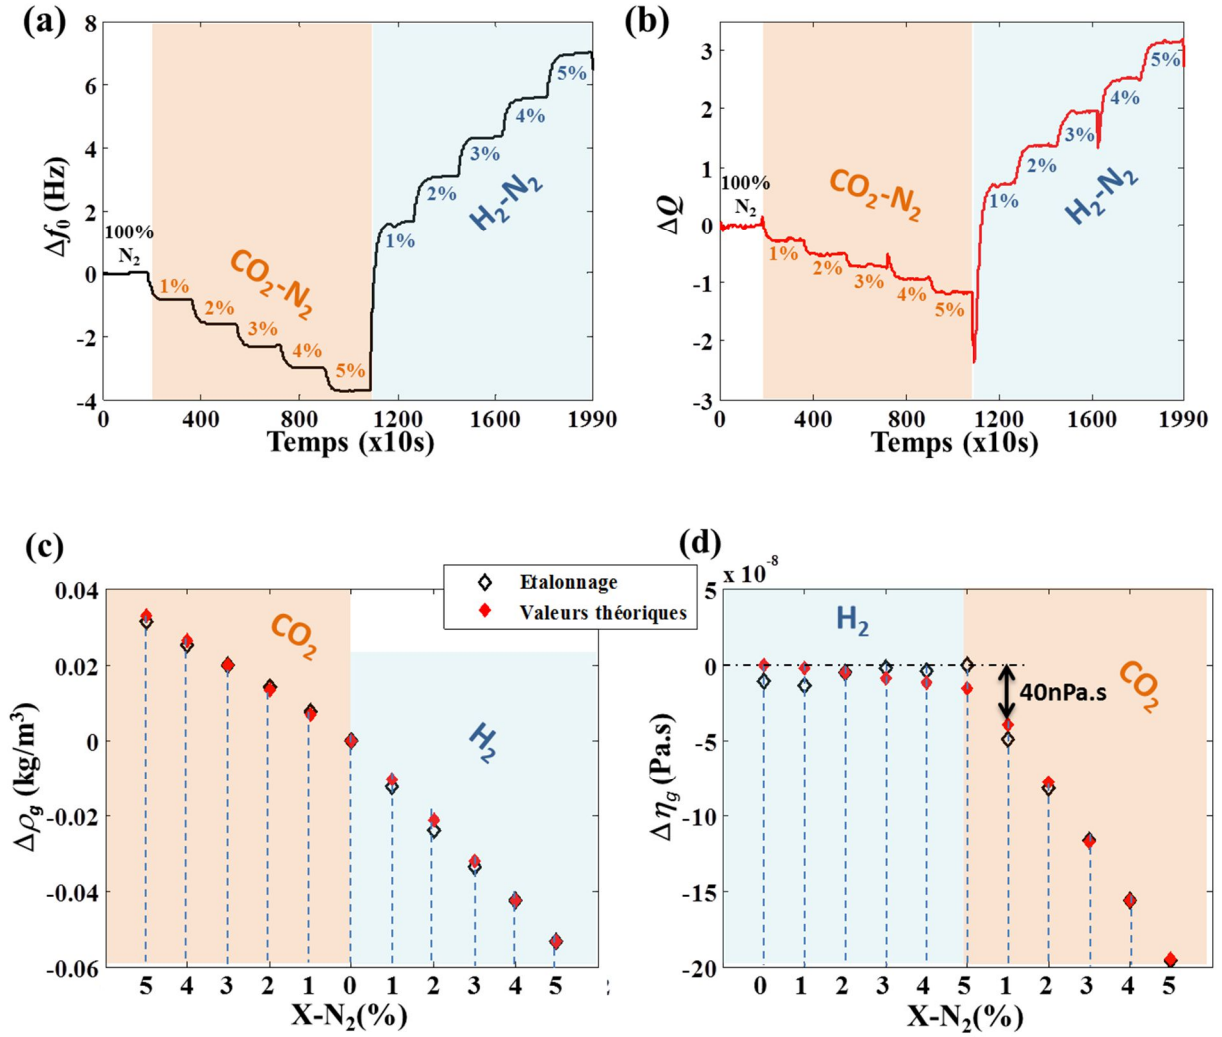 (a)
8
6
4
2
0
-2
-4
Δf₀ (Hz)
100%
N₂
1%
2%
3%
4%
5%
CO₂-N₂
1%
2%
3%
4%
5%
H₂-N₂
0
400
800
1200
1600
1990
Temps (x10s)
(b)
3
2
1
0
-1
-2
-3
ΔQ
100%
N₂
1%
2%
3%
4%
5%
CO₂-N₂
1%
2%
3%
4%
5%
H₂-N₂
0
400
800
1200
1600
1990
Temps (x10s)
(c)
0.04
0.02
0
-0.02
-0.04
-0.06
Δρg (kg/m³)
CO₂
H₂
Etalonnage
Valeurs théoriques
5 4 3 2 1 0 1 2 3 4 5
X-N₂(%)
(d)
x 10⁻⁸
5
0
-5
-10
-15
-20
Δηg (Pa.s)
H₂
CO₂
40nPa.s
0 1 2 3 4 5 1 2 3 4 5
X-N₂(%)